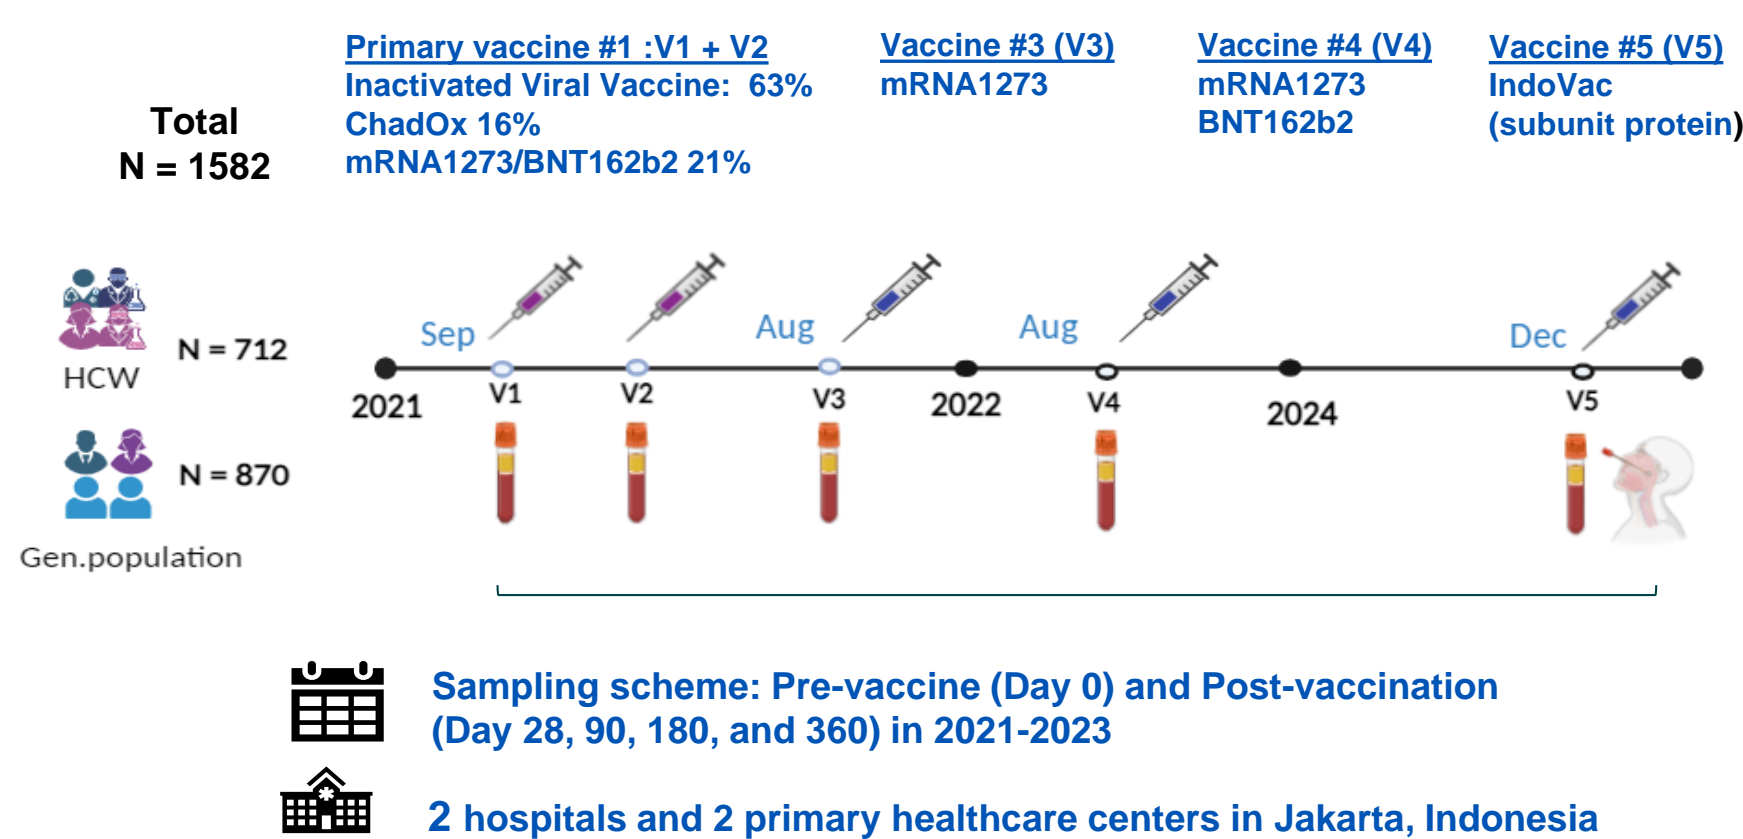 Primary vaccine #1 :V1 + V2
Inactivated Viral Vaccine: 63%
ChadOx 16%
mRNA1273/BNT162b2 21%
Vaccine #3 (V3)
mRNA1273
Vaccine #4 (V4)
mRNA1273
BNT162b2
Vaccine #5 (V5)
IndoVac
(subunit protein)
Total
N = 1582
HCW
N = 712
Gen.population
N = 870
Sep
Aug
Aug
Dec
2021
V1
V2
V3
2022
V4
2024
V5
Sampling scheme: Pre-vaccine (Day 0) and Post-vaccination
(Day 28, 90, 180, and 360) in 2021-2023
2 hospitals and 2 primary healthcare centers in Jakarta, Indonesia